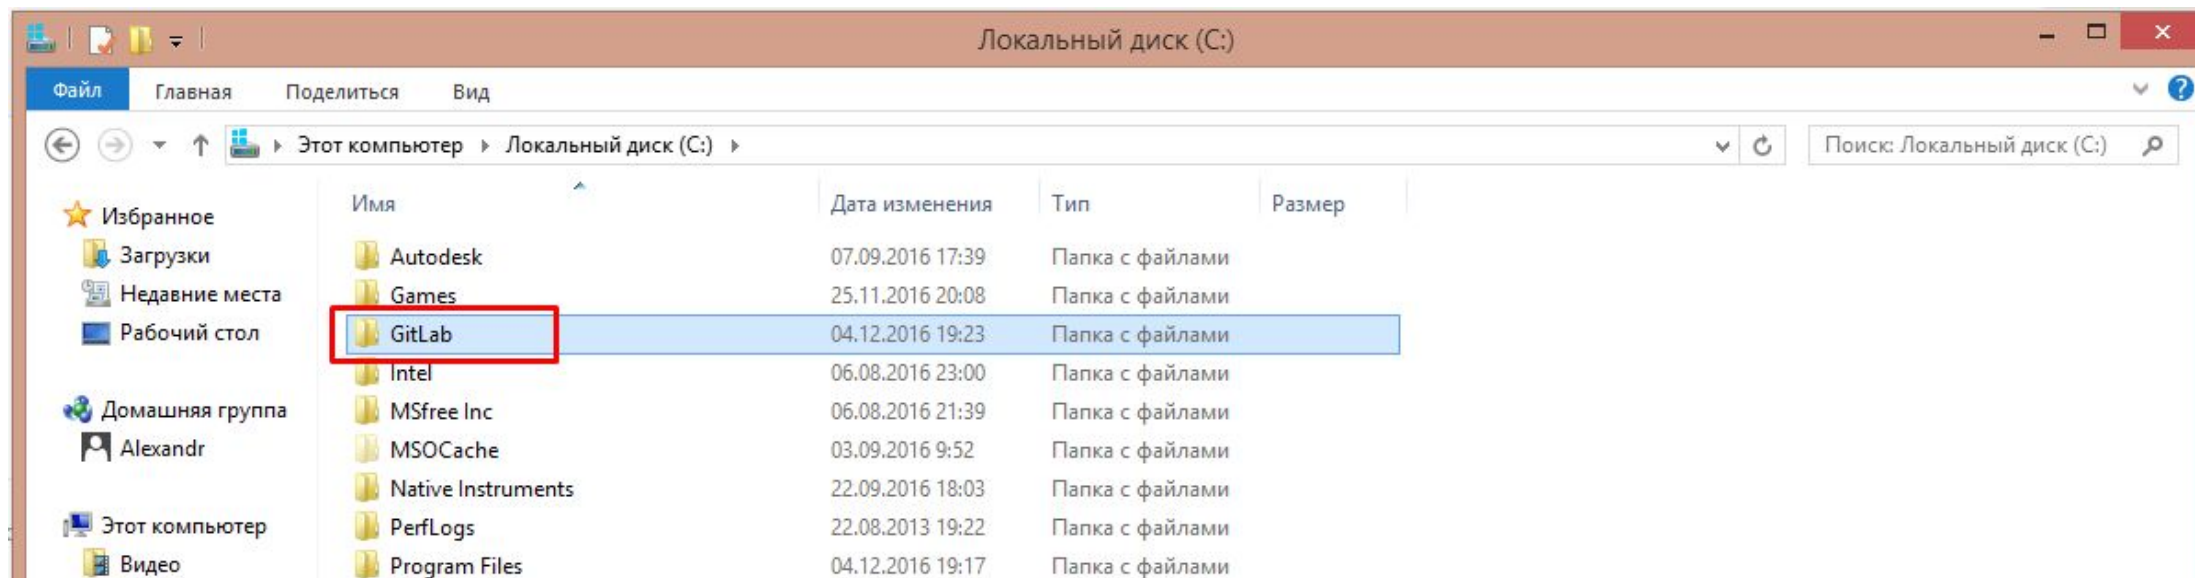 Локальный диск (C:)
Файл Главная Поделиться Вид
Этот компьютер Локальный диск (C:) Поиск: Локальный диск (C:)
Имя Дата изменения Тип Размер
Избранное
Загрузки
Недавние места
Рабочий стол
Домашняя группа
Alexandr
Этот компьютер
Видео
Autodesk 07.09.2016 17:39 Папка с файлами
Games 25.11.2016 20:08 Папка с файлами
GitLab 04.12.2016 19:23 Папка с файлами
Intel 06.08.2016 23:00 Папка с файлами
MSfree Inc 06.08.2016 21:39 Папка с файлами
MSOCache 03.09.2016 9:52 Папка с файлами
Native Instruments 22.09.2016 18:03 Папка с файлами
PerfLogs 22.08.2013 19:22 Папка с файлами
Program Files 04.12.2016 19:17 Папка с файлами